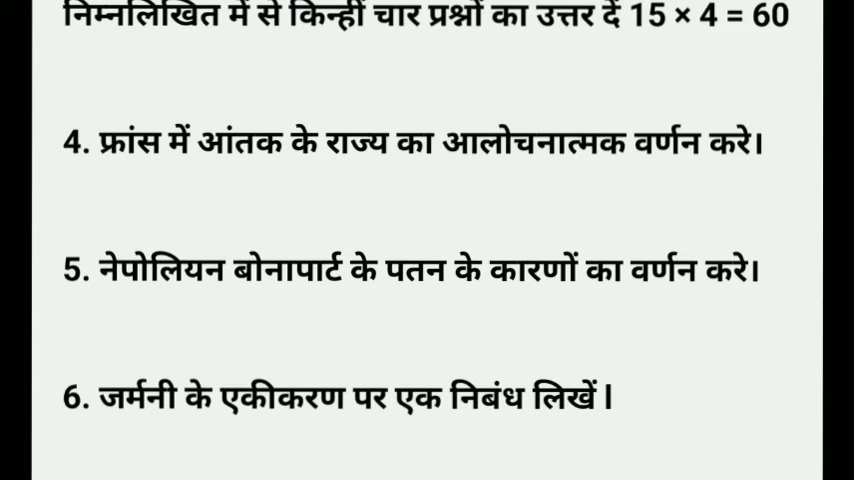 निम्नलिखित में से किन्हीं चार प्रश्नों का उत्तर दें 15 × 4 = 60
4. फ्रांस में आंतक के राज्य का आलोचनात्मक वर्णन करे।
5. नेपोलियन बोनापार्ट के पतन के कारणों का वर्णन करे।
6. जर्मनी के एकीकरण पर एक निबंध लिखें |